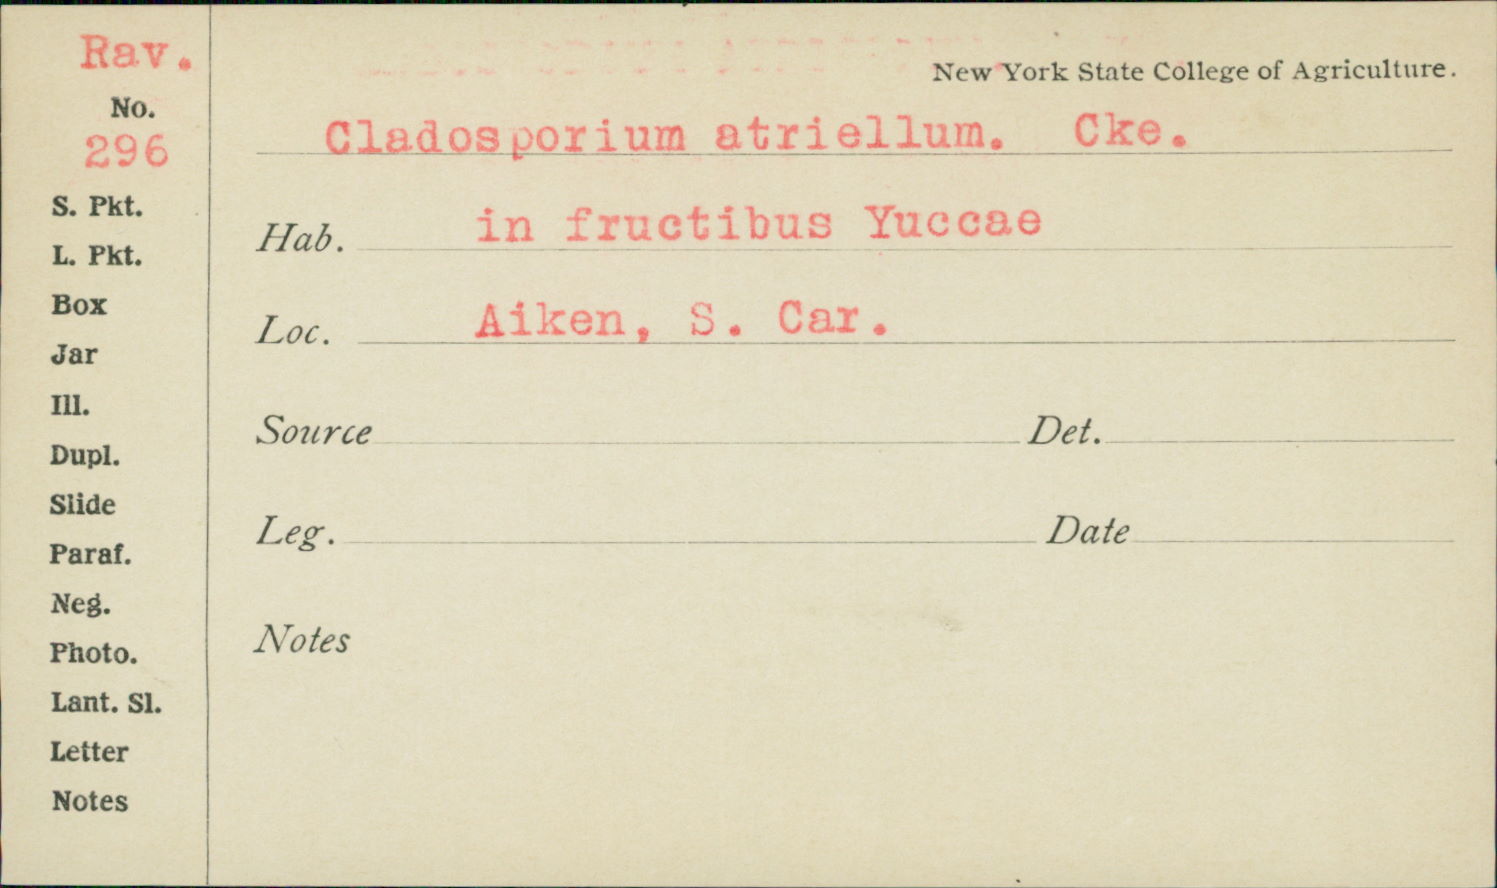 Rav.
New York State College of Agriculture.
No.
296
Cladosporium atriellum. Cke.
S. Pkt.
Hab. in fructibus Yuccae
L. Pkt.
Box
Loc. Aiken, S. Car.
Jar
Ill.
Source Det.
Dupl.
Slide
Leg. Date
Paraf.
Neg.
Notes
Photo.
Lant. Sl.
Letter
Notes